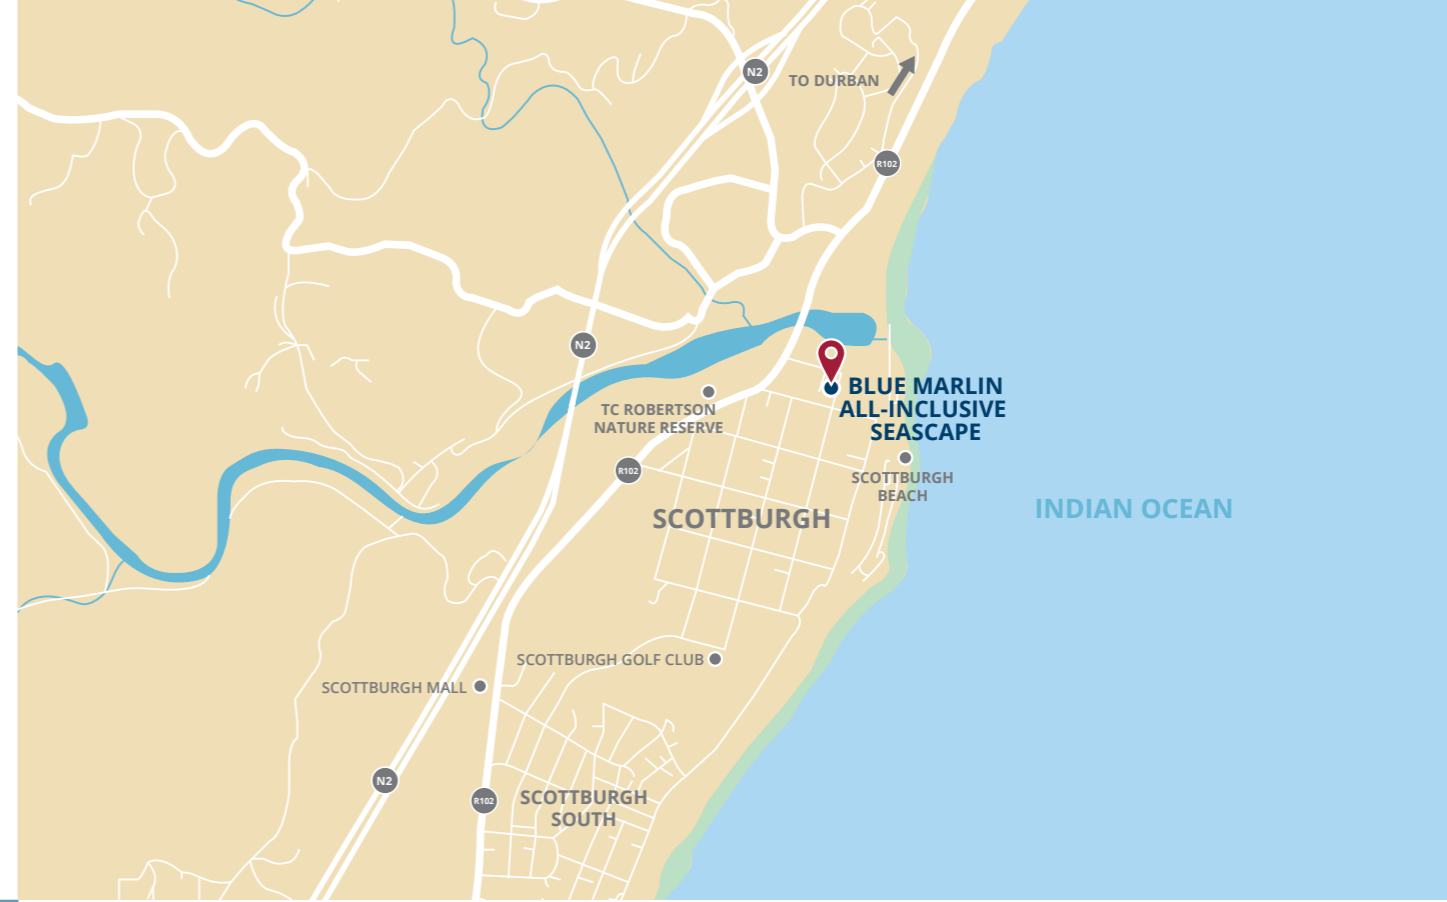 N2
TO DURBAN
R102
N2
BLUE MARLIN
ALL-INCLUSIVE
SEASCAPE
TC ROBERTSON
NATURE RESERVE
R102
SCOTTBURGH
BEACH
SCOTTBURGH
INDIAN OCEAN
SCOTTBURGH GOLF CLUB
SCOTTBURGH MALL
N2
R102
SCOTTBURGH
SOUTH